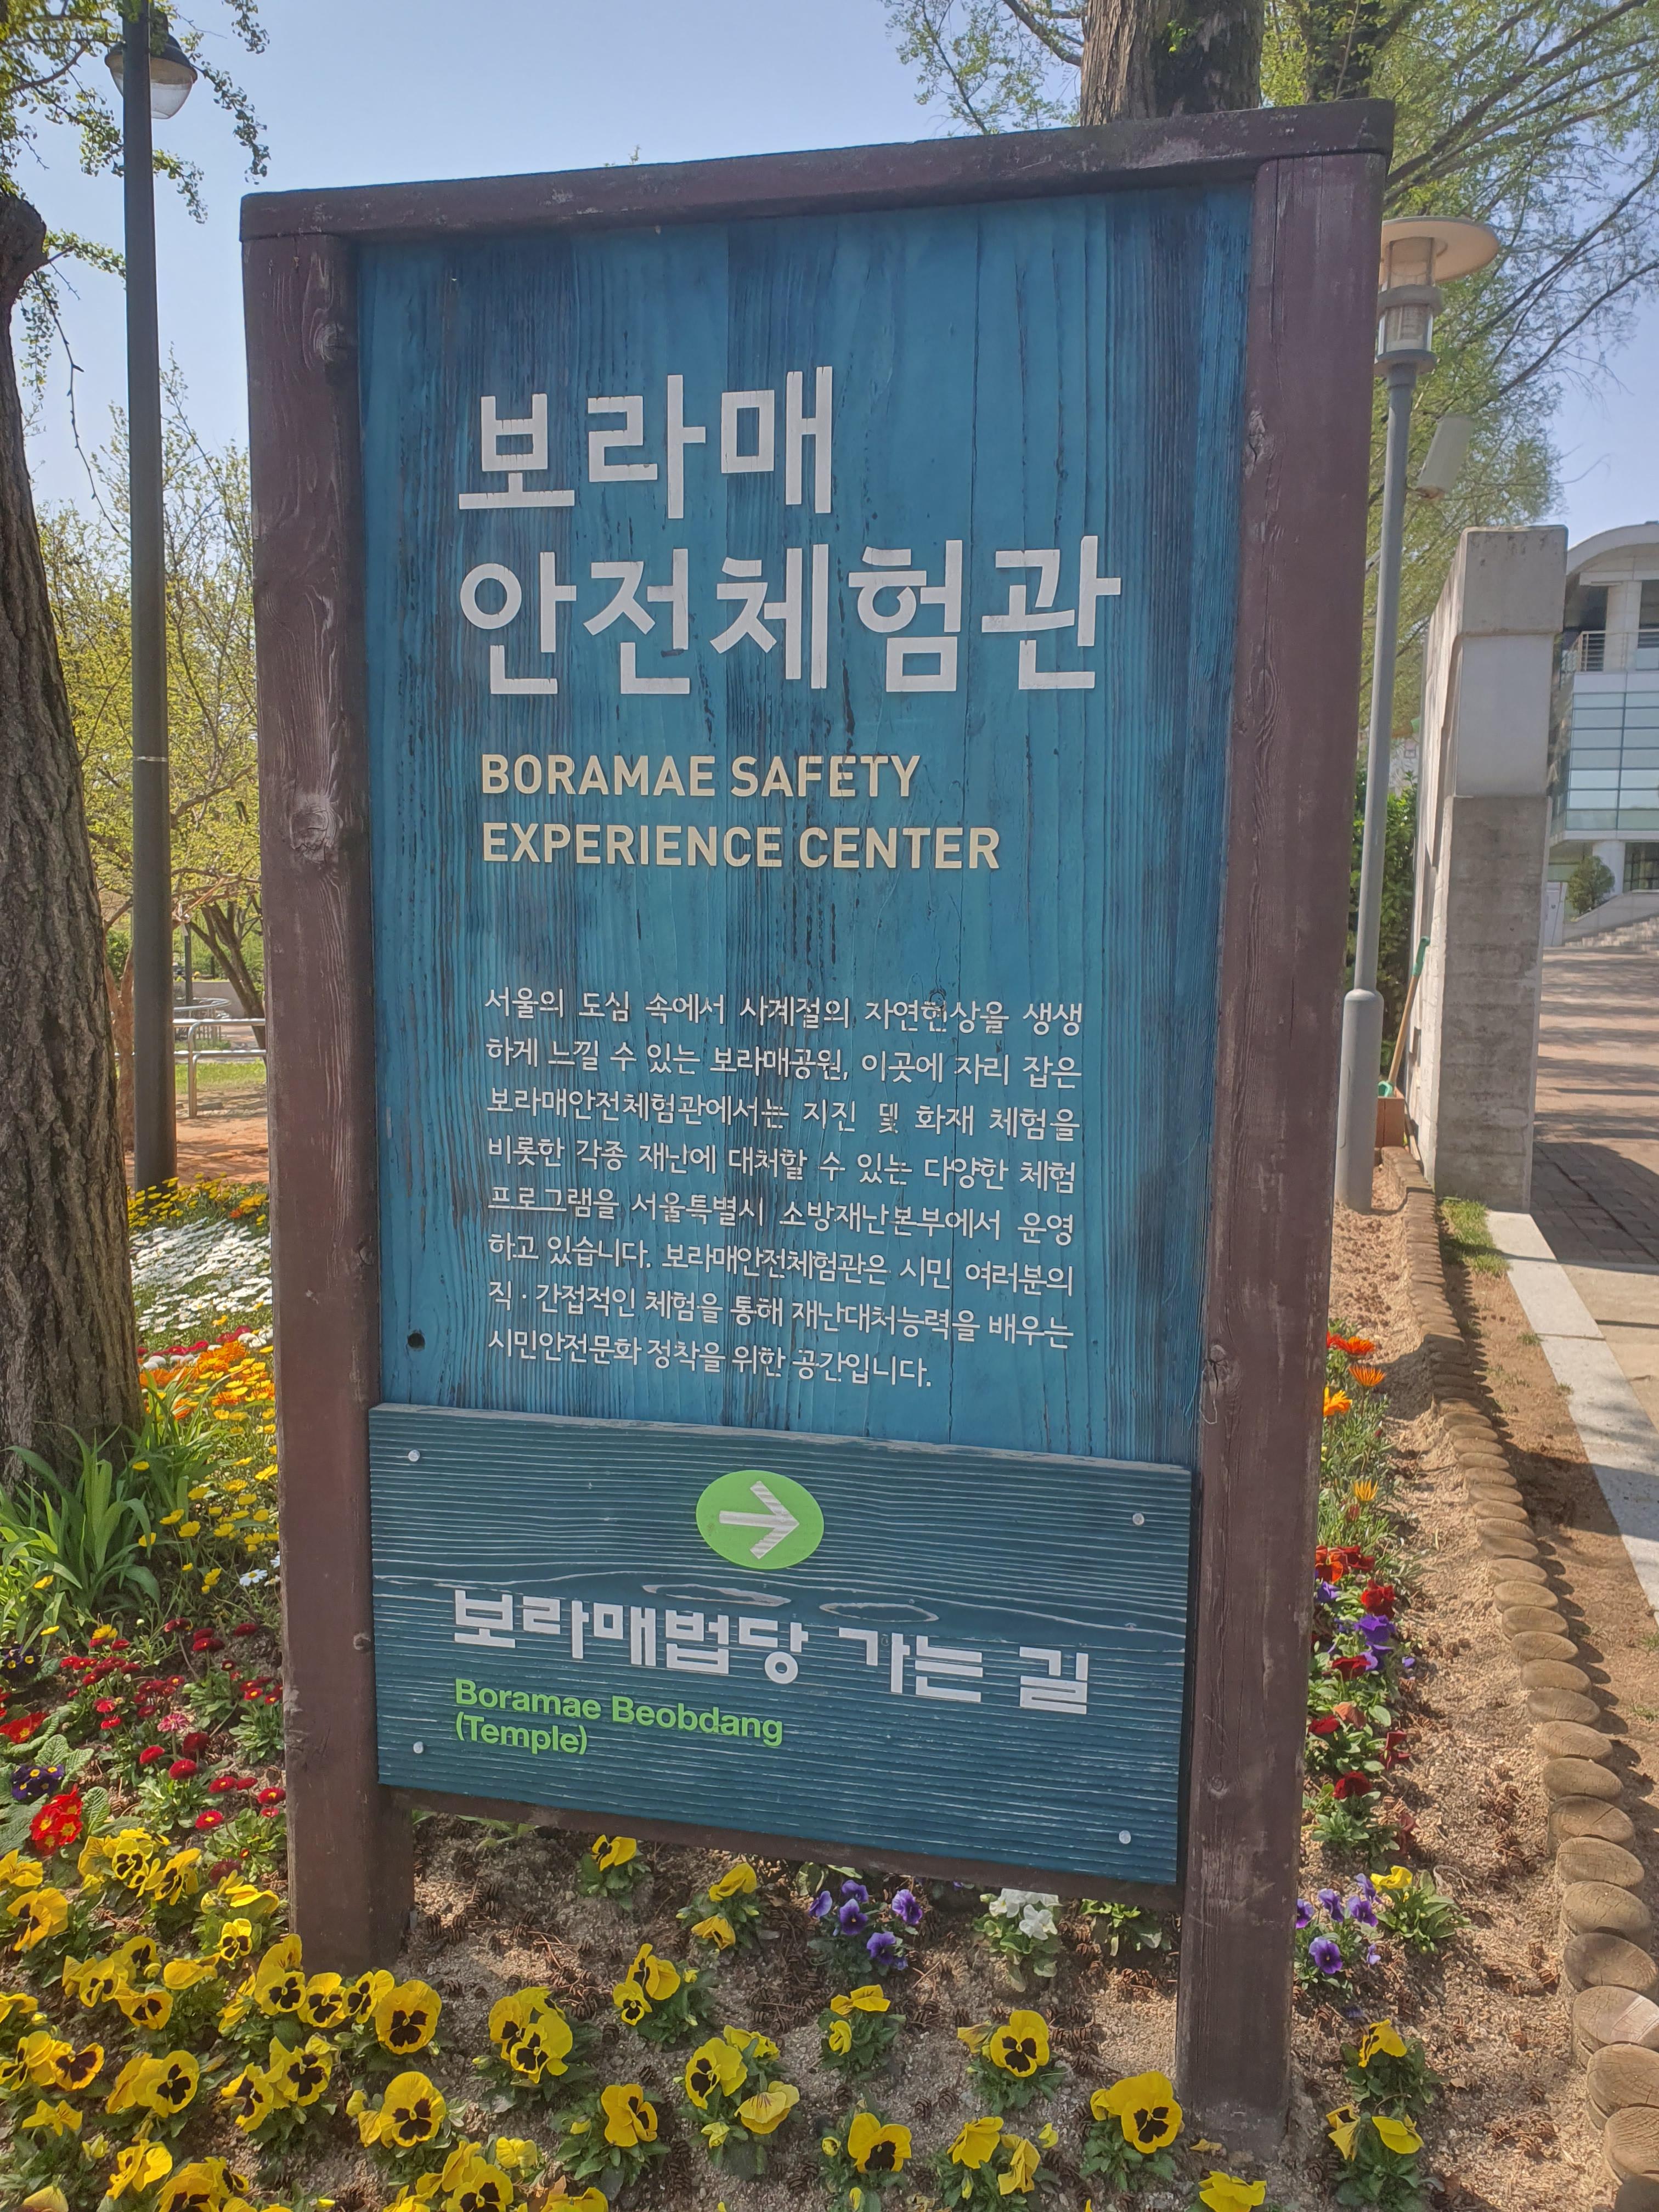 보라매
안전체험관
BORAMAE SAFETY
EXPERIENCE CENTER
서울의 도심 속에서 사계절의 자연현상을 생생
하게 느낄 수 있는 보라매공원, 이곳에 자리 잡은
보라매안전체험관에서는 지진 및 화재 체험을
비롯한 각종 재난에 대처할 수 있는 다양한 체험
프로그램을 서울특별시 소방재난본부에서 운영
하고 있습니다. 보라매안전체험관은 시민 여러분의
직·간접적인 체험을 통해 재난대처능력을 배우는
시민안전문화 정착을 위한 공간입니다.
보라매법당 가는 길
Boramae Beobdang
(Temple)